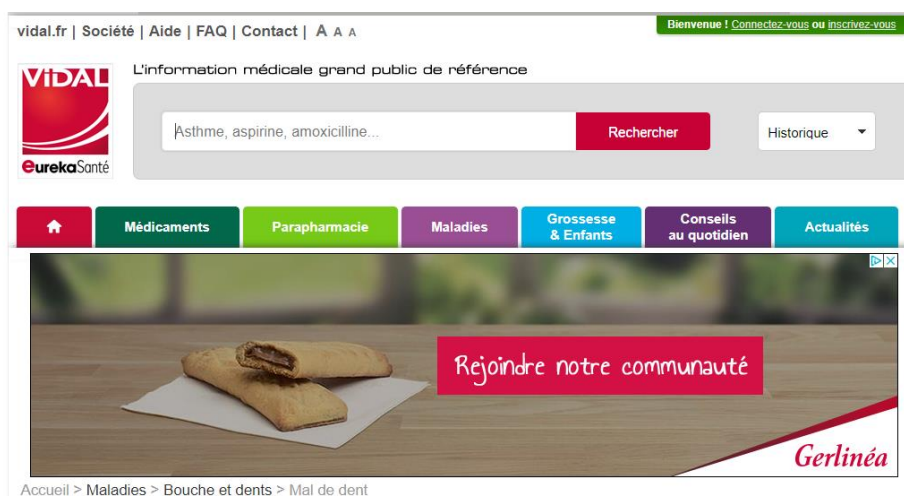 vidal.fr | Société | Aide | FAQ | Contact | A A A
Bienvenue ! Connectez-vous ou inscrivez-vous
L'information médicale grand public de référence
ViDAL
eurekaSanté
Asthme, aspirine, amoxicilline...
Rechercher
Historique
Médicaments
Parapharmacie
Maladies
Grossesse
& Enfants
Conseils
au quotidien
Actualités
Rejoindre notre communauté
Gerlinéa
Accueil > Maladies > Bouche et dents > Mal de dent